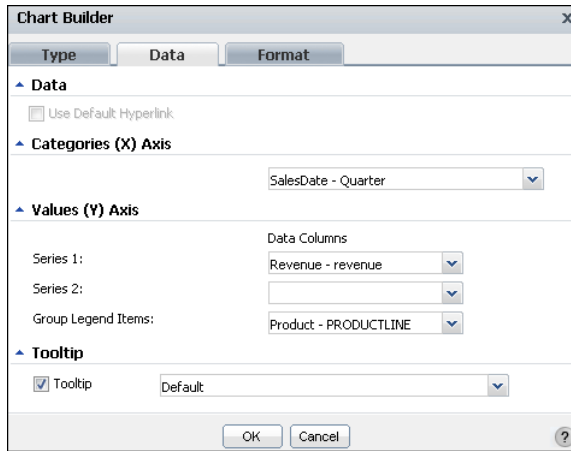 Chart Builder x
Type Data Format
Data
Use Default Hyperlink
Categories (X) Axis
SalesDate - Quarter
Values (Y) Axis
Data Columns
Series 1: Revenue - revenue
Series 2:
Group Legend Items: Product - PRODUCTLINE
Tooltip
Tooltip Default
OK Cancel ?